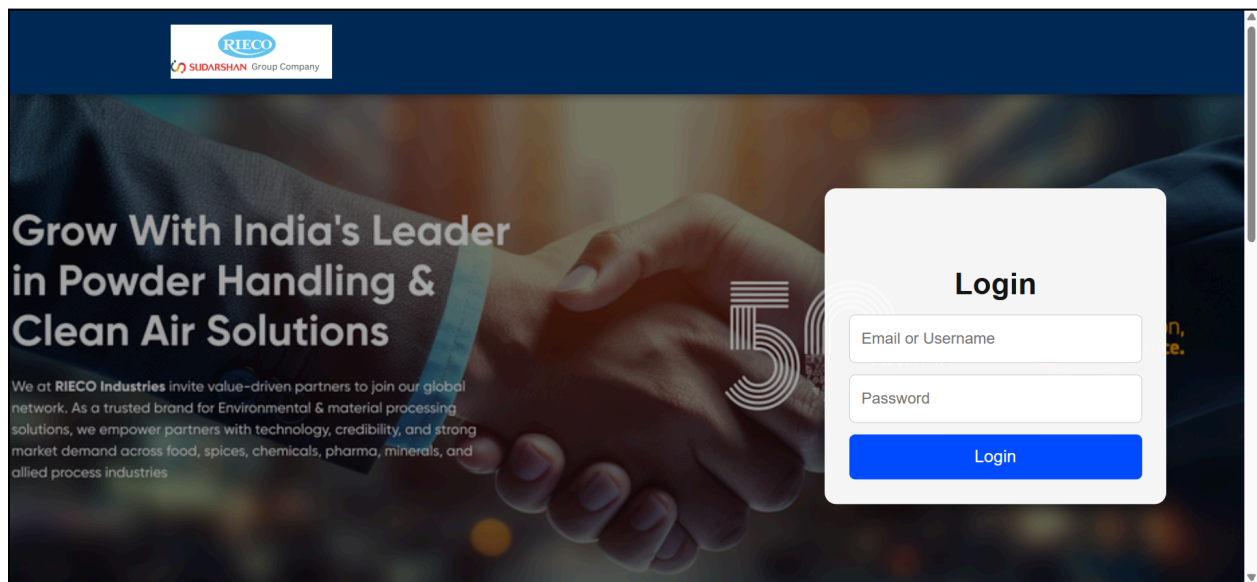 RIECO
SUDARSHAN Group Company
Grow With India's Leader
in Powder Handling &
Clean Air Solutions
We at RIECO Industries invite value-driven partners to join our global
network. As a trusted brand for Environmental & material processing
solutions, we empower partners with technology, credibility, and strong
market demand across food, spices, chemicals, pharma, minerals, and
allied process industries
50
Login
Email or Username
Password
Login